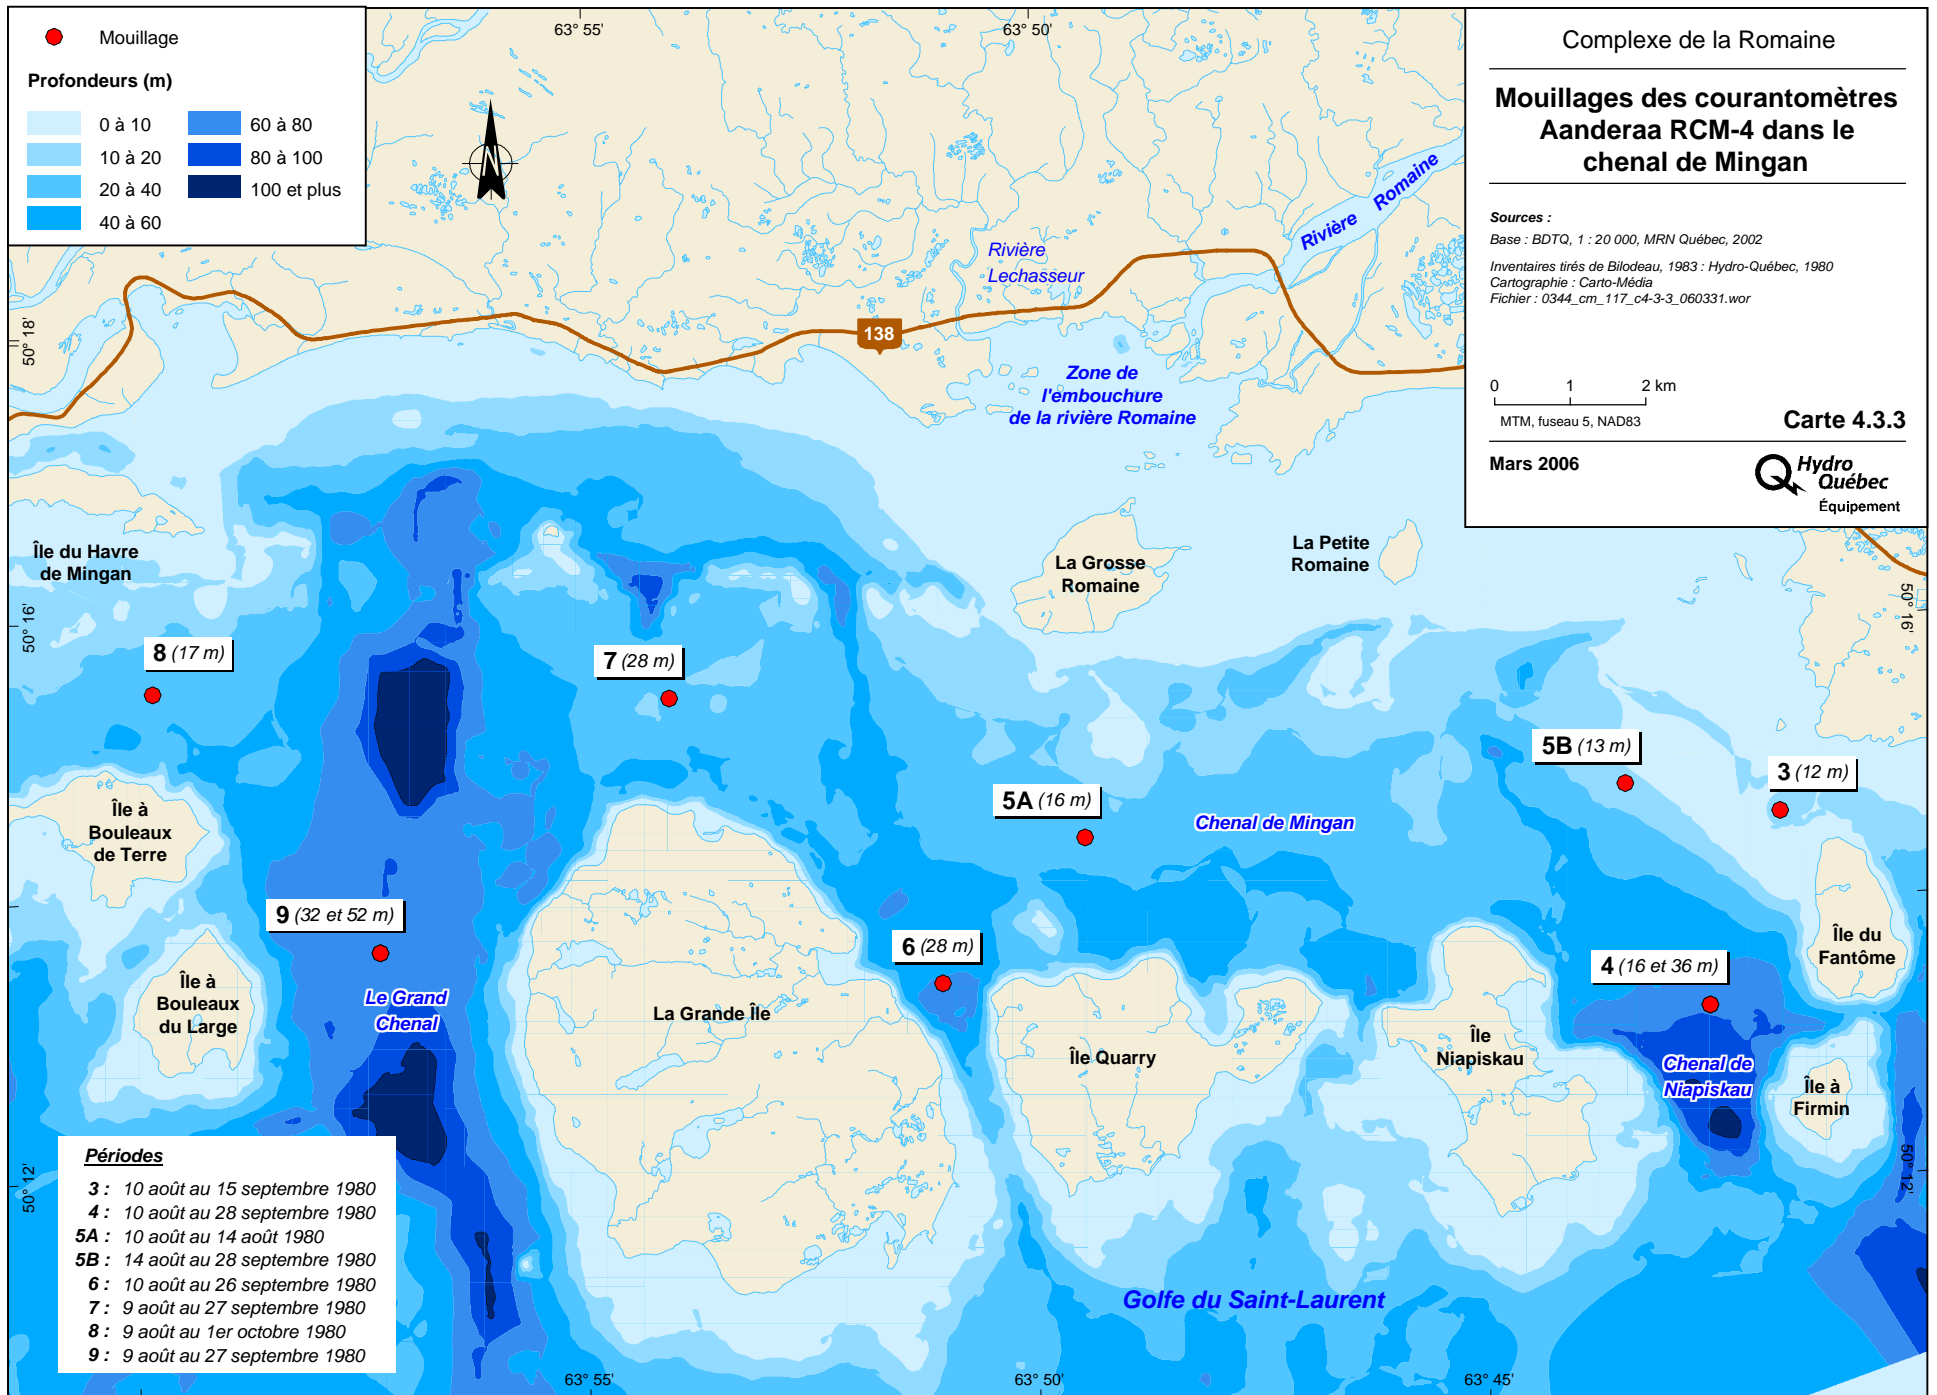 Mouillage
Profondeurs (m)
0 à 10
60 à 80
10 à 20
80 à 100
20 à 40
100 et plus
40 à 60
63° 55'
63° 50'
N
Complexe de la Romaine
Mouillages des courantomètres
Aanderaa RCM-4 dans le
chenal de Mingan
Sources :
Base : BDTQ, 1 : 20 000, MRN Québec, 2002
Inventaires tirés de Bilodeau, 1983 : Hydro-Québec, 1980
Cartographie : Carto-Média
Fichier : 0344_cm_117_c4-3-3_060331.wor
0 1 2 km
MTM, fuseau 5, NAD83
Carte 4.3.3
Mars 2006
Hydro
Québec
Équipement
Rivière Romaine
Rivière
Lechasseur
50° 18'
138
Zone de
l'embouchure
de la rivière Romaine
Île du Havre
de Mingan
La Grosse
Romaine
La Petite
Romaine
50° 16'
50° 16'
8 (17 m)
7 (28 m)
5B (13 m)
3 (12 m)
5A (16 m)
Chenal de Mingan
Île à
Bouleaux
de Terre
9 (32 et 52 m)
6 (28 m)
4 (16 et 36 m)
Île du
Fantôme
Île à
Bouleaux
du Large
Le Grand
Chenal
La Grande Île
Île Quarry
Île
Niapiskau
Chenal de
Niapiskau
Île à
Firmin
50° 12'
50° 12'
Périodes
3 : 10 août au 15 septembre 1980
4 : 10 août au 28 septembre 1980
5A : 10 août au 14 août 1980
5B : 14 août au 28 septembre 1980
6 : 10 août au 26 septembre 1980
7 : 9 août au 27 septembre 1980
8 : 9 août au 1er octobre 1980
9 : 9 août au 27 septembre 1980
Golfe du Saint-Laurent
63° 55'
63° 50'
63° 45'